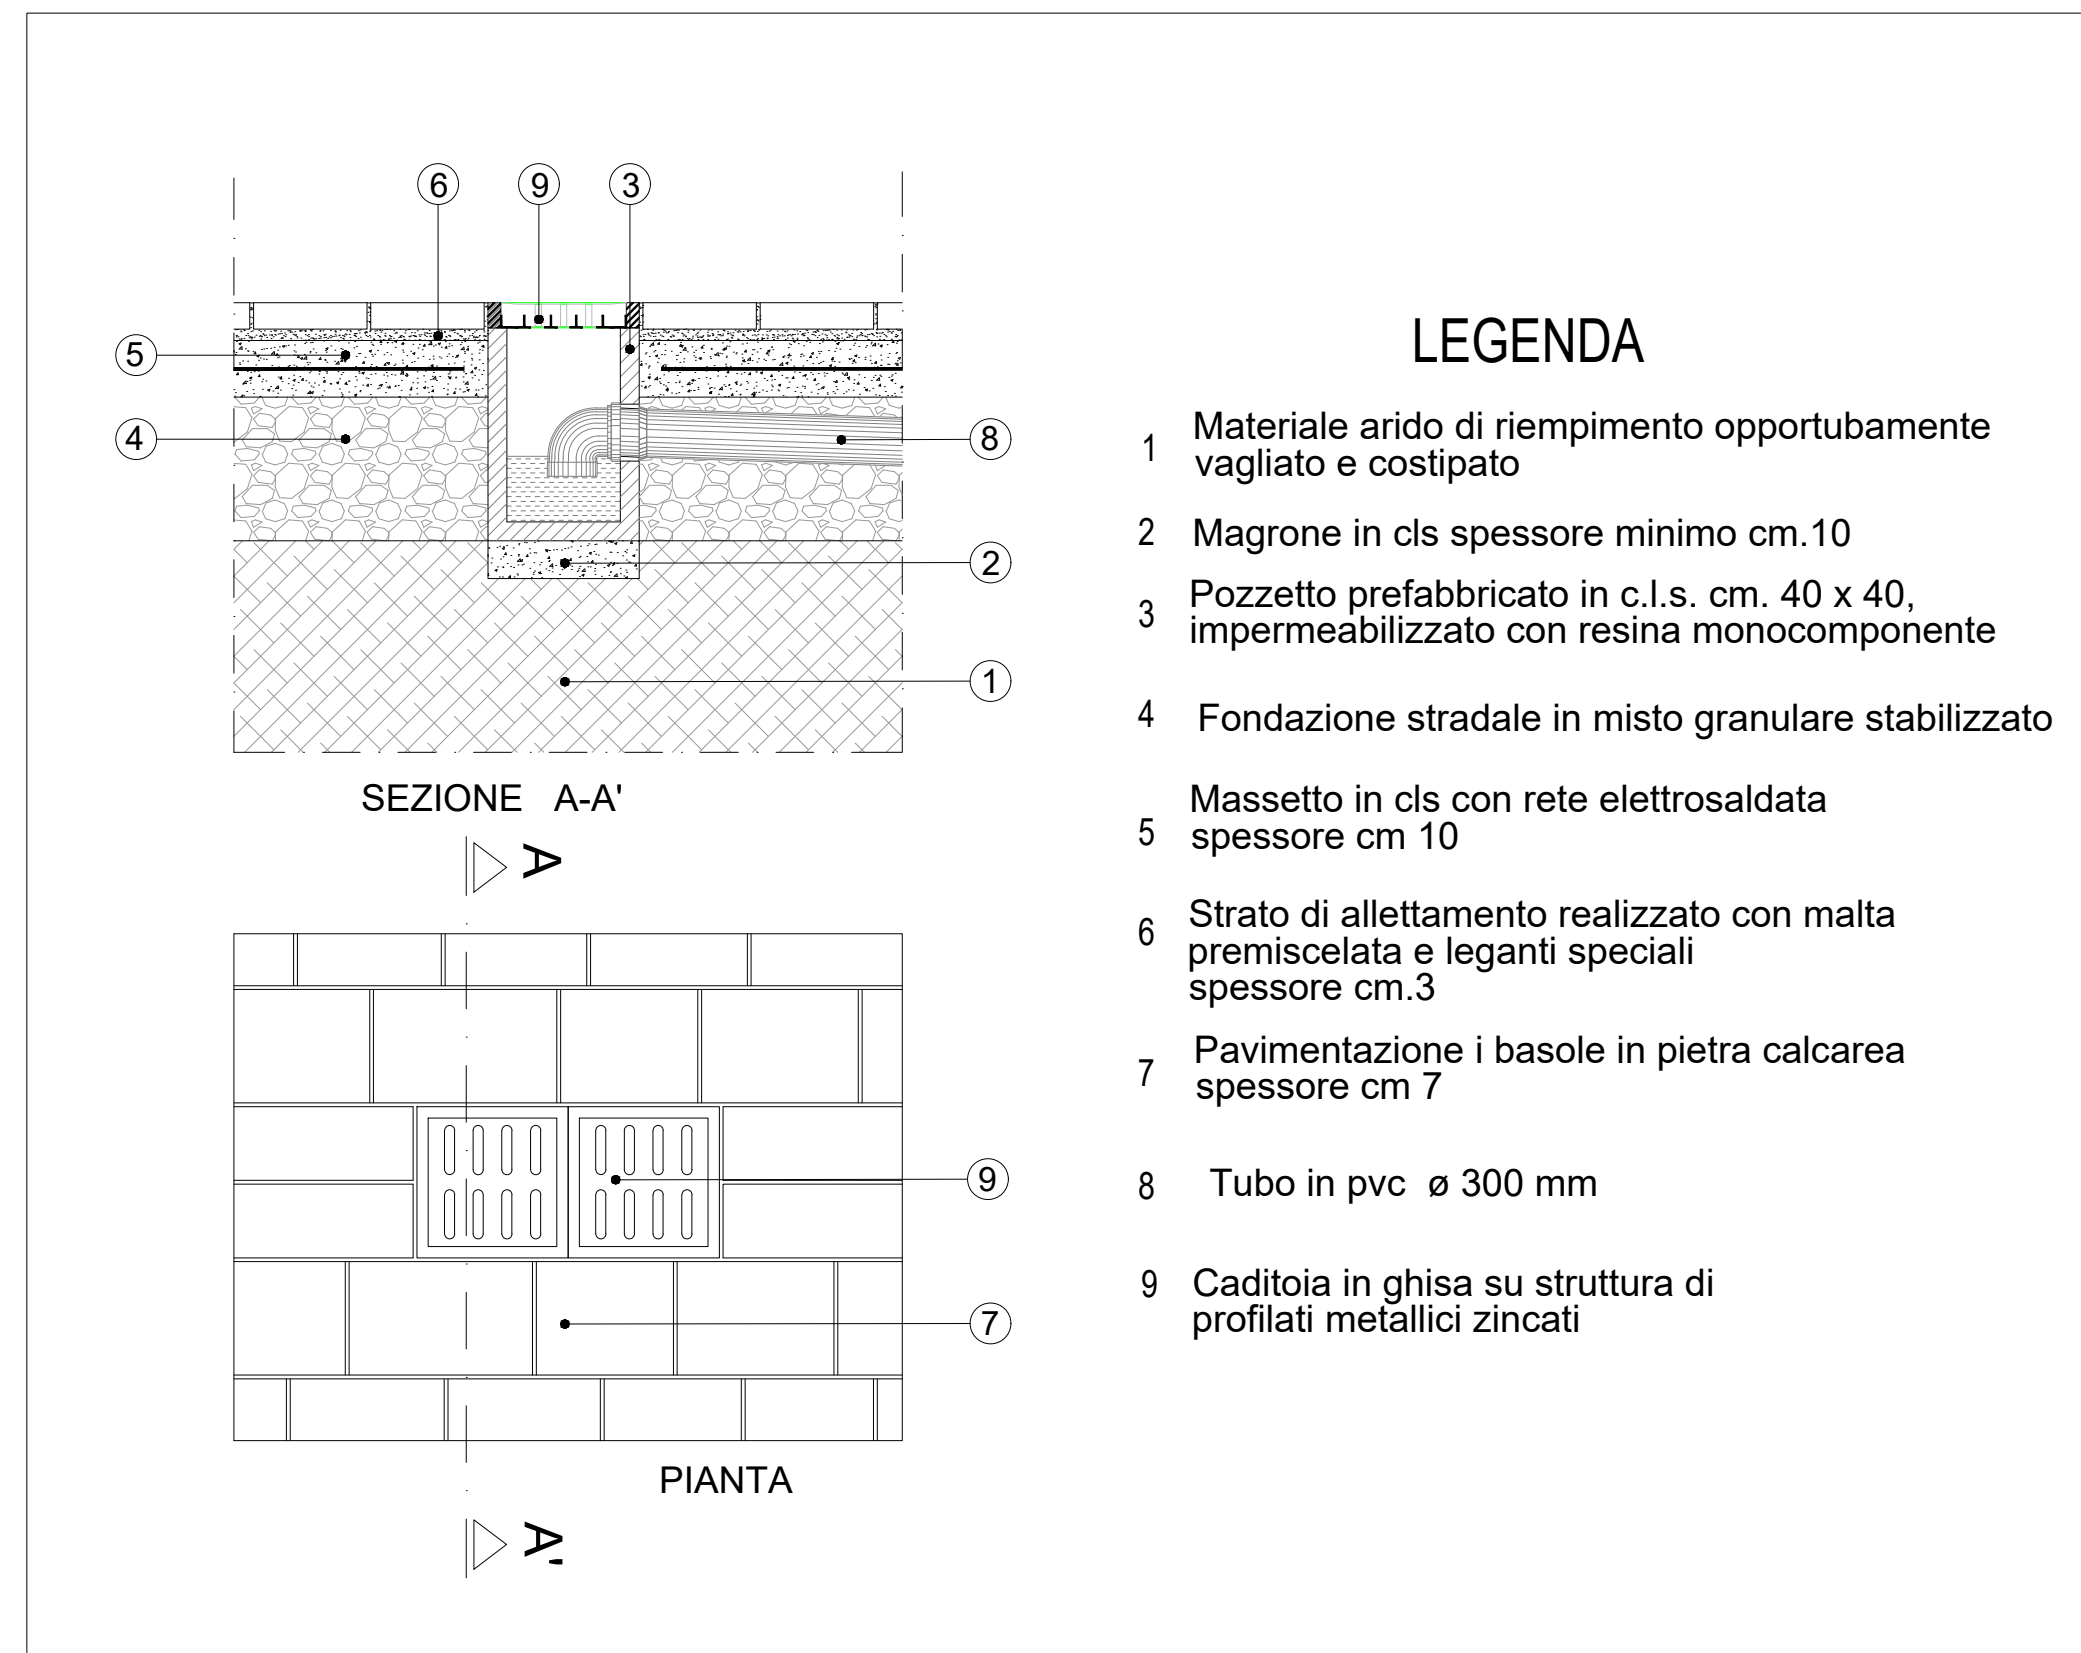 6 9 3
5
4
8
2
1
SEZIONE A-A'
A
9
7
PIANTA
A'
LEGENDA
1 Materiale arido di riempimento opportubamente
vagliato e costipato
2 Magrone in cls spessore minimo cm.10
3 Pozzetto prefabbricato in c.l.s. cm. 40 x 40,
impermeabilizzato con resina monocomponente
4 Fondazione stradale in misto granulare stabilizzato
5 Massetto in cls con rete elettrosaldata
spessore cm 10
6 Strato di allettamento realizzato con malta
premiscelata e leganti speciali
spessore cm.3
7 Pavimentazione i basole in pietra calcarea
spessore cm 7
8 Tubo in pvc ø 300 mm
9 Caditoia in ghisa su struttura di
profilati metallici zincati